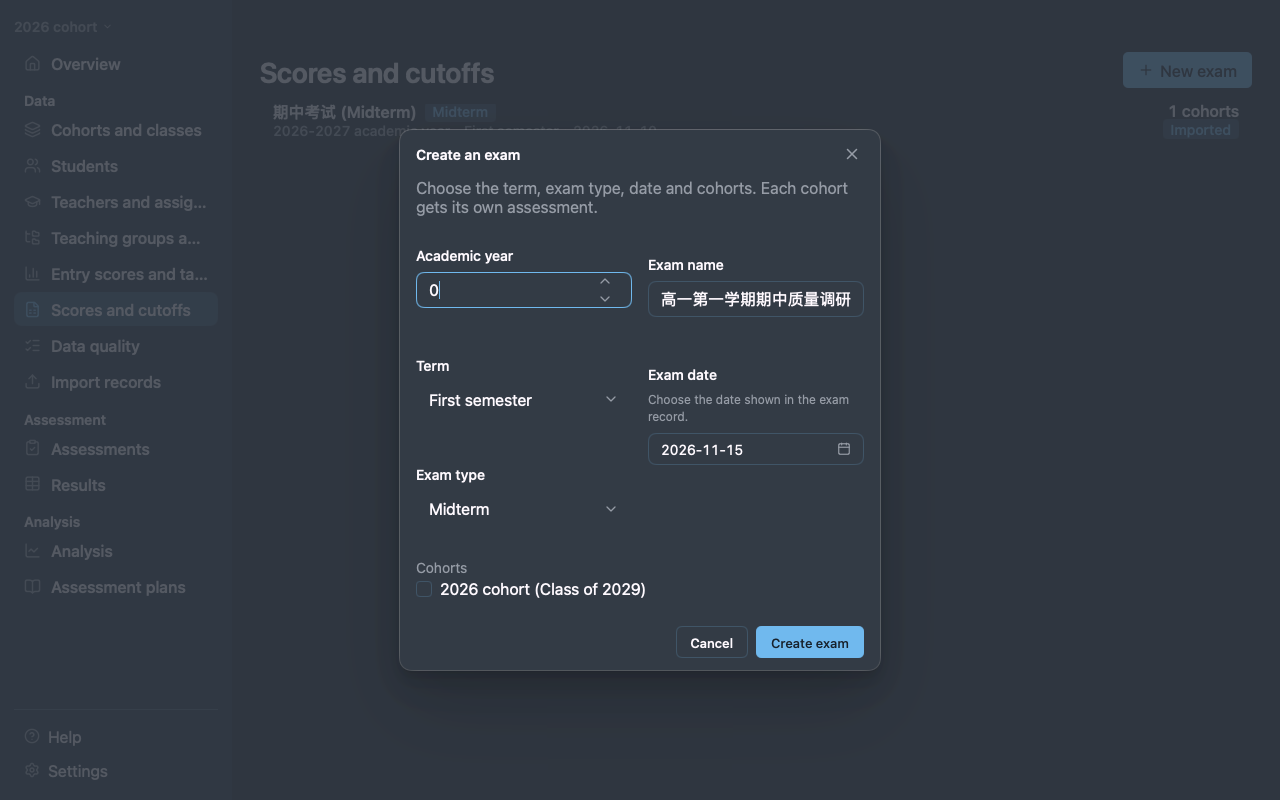 2026 cohort
Overview
Data
Cohorts and classes
Students
Teachers and assig...
Teaching groups a...
Entry scores and ta...
Scores and cutoffs
Data quality
Import records
Assessment
Assessments
Results
Analysis
Analysis
Assessment plans
Help
Settings
Scores and cutoffs
New exam
期中考试 (Midterm)
Midterm
1 cohorts
Imported
Create an exam
Choose the term, exam type, date and cohorts. Each cohort
gets its own assessment.
Academic year
0
Exam name
高一第一学期期中质量调研
Term
First semester
Exam date
Choose the date shown in the exam
record.
2026-11-15
Exam type
Midterm
Cohorts
2026 cohort (Class of 2029)
Cancel
Create exam